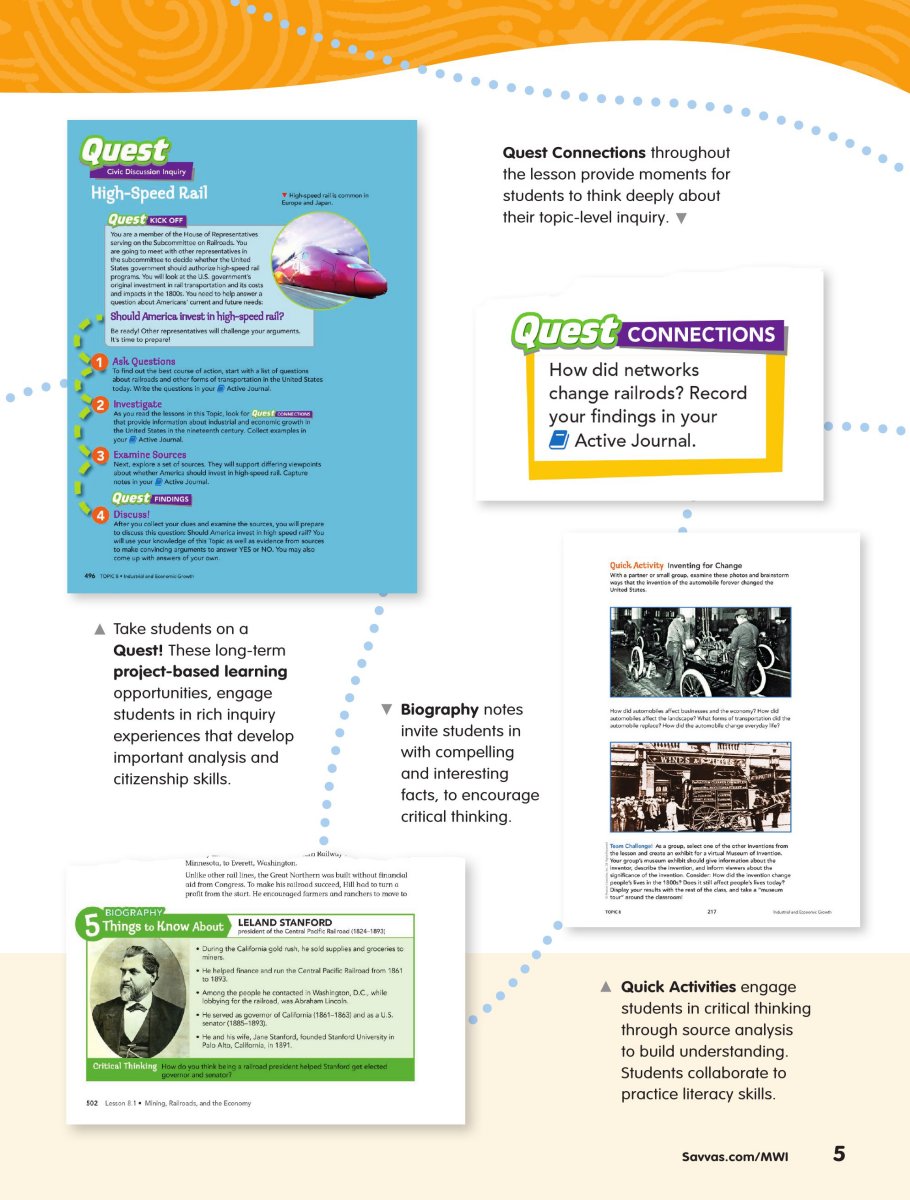 Quest
Civic Discussion Inquiry
High-Speed Rail
▼ High-speed rail is common in
Europe and Japan.
Quest KICK OFF
You are a member of the House of Representatives
serving on the Subcommittee on Railroads. You
are going to meet with other representatives in
the subcommittee to decide whether the United
States government should authorize high-speed rail
programs. You will look at the U.S. government's
original investment in rail transportation and its costs
and impacts in the 1800s. You need to help answer a
question about Americans' current and future needs:
Should America invest in high-speed rail?
Be ready! Other representatives will challenge your arguments.
It's time to prepare!
1 Ask Questions
To find out the best course of action, start with a list of questions
about railroads and other forms of transportation in the United States
today. Write the questions in your Active Journal.
2 Investigate
As you read the lessons in this Topic, look for Quest CONNECTIONS
that provide information about industrial and economic growth in
the United States in the nineteenth century. Collect examples in
your Active Journal.
3 Examine Sources
Next, explore a set of sources. They will support differing viewpoints
about whether America should invest in high-speed rail. Capture
notes in your Active Journal.
Quest FINDINGS
4 Discuss!
After you collect your clues and examine the sources, you will prepare
to discuss this question: Should America invest in high speed rail? You
will use your knowledge of this Topic as well as evidence from sources
to make convincing arguments to answer YES or NO. You may also
come up with answers of your own.
496 TOPIC 8 • Industrial and Economic Growth
Quest Connections throughout
the lesson provide moments for
students to think deeply about
their topic-level inquiry. ▼
Quest CONNECTIONS
How did networks
change railrods? Record
your findings in your
Active Journal.
▲ Take students on a
Quest! These long-term
project-based learning
opportunities, engage
students in rich inquiry
experiences that develop
important analysis and
citizenship skills.
▼ Biography notes
invite students in
with compelling
and interesting
facts, to encourage
critical thinking.
Quick Activity Inventing for Change
With a partner or small group, examine these photos and brainstorm
ways that the invention of the automobile forever changed the
United States.
How did automobiles affect businesses and the economy? How did
automobiles affect the landscape? What forms of transportation did the
automobile replace? How did the automobile change everyday life?
WINES & SPIRITS
Team Challenge! As a group, select one of the other inventions from
the lesson and create an exhibit for a virtual Museum of Invention.
Your group's museum exhibit should give information about the
inventor, describe the invention, and inform viewers about the
significance of the invention. Consider: How did the invention change
people's lives in the 1800s? Does it still affect people's lives today?
Display your results with the rest of the class, and take a "museum
tour" around the classroom!
TOPIC 8 217 Industrial and Economic Growth
Railway
Minnesota, to Everett, Washington.
Unlike other rail lines, the Great Northern was built without financial
aid from Congress. To make his railroad succeed, Hill had to turn a
profit from the start. He encouraged farmers and ranchers to move to
BIOGRAPHY
5 Things to Know About
LELAND STANFORD
president of the Central Pacific Railroad (1824–1893)
• During the California gold rush, he sold supplies and groceries to
miners.
• He helped finance and run the Central Pacific Railroad from 1861
to 1893.
• Among the people he contacted in Washington, D.C., while
lobbying for the railroad, was Abraham Lincoln.
• He served as governor of California (1861–1863) and as a U.S.
senator (1885–1893).
• He and his wife, Jane Stanford, founded Stanford University in
Palo Alto, California, in 1891.
Critical Thinking How do you think being a railroad president helped Stanford get elected
governor and senator?
502 Lesson 8.1 • Mining, Railroads, and the Economy
▲ Quick Activities engage
students in critical thinking
through source analysis
to build understanding.
Students collaborate to
practice literacy skills.
Savvas.com/MWI 5